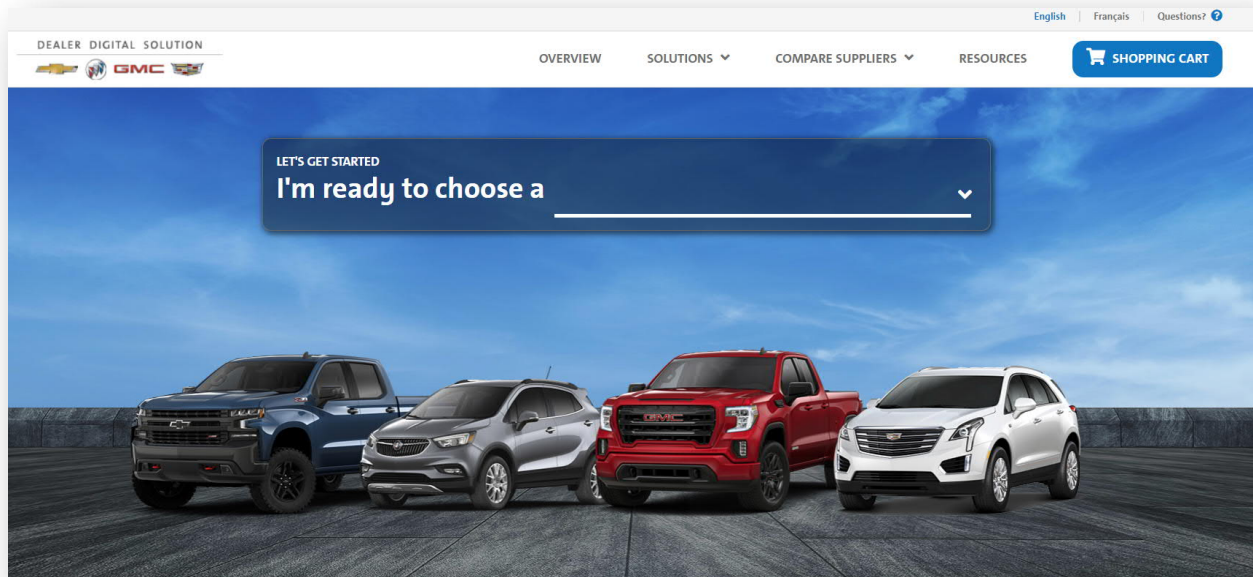 English
Français
Questions?
DEALER DIGITAL SOLUTION
GMC
OVERVIEW
SOLUTIONS
COMPARE SUPPLIERS
RESOURCES
SHOPPING CART
LET'S GET STARTED
I'm ready to choose a
GMC